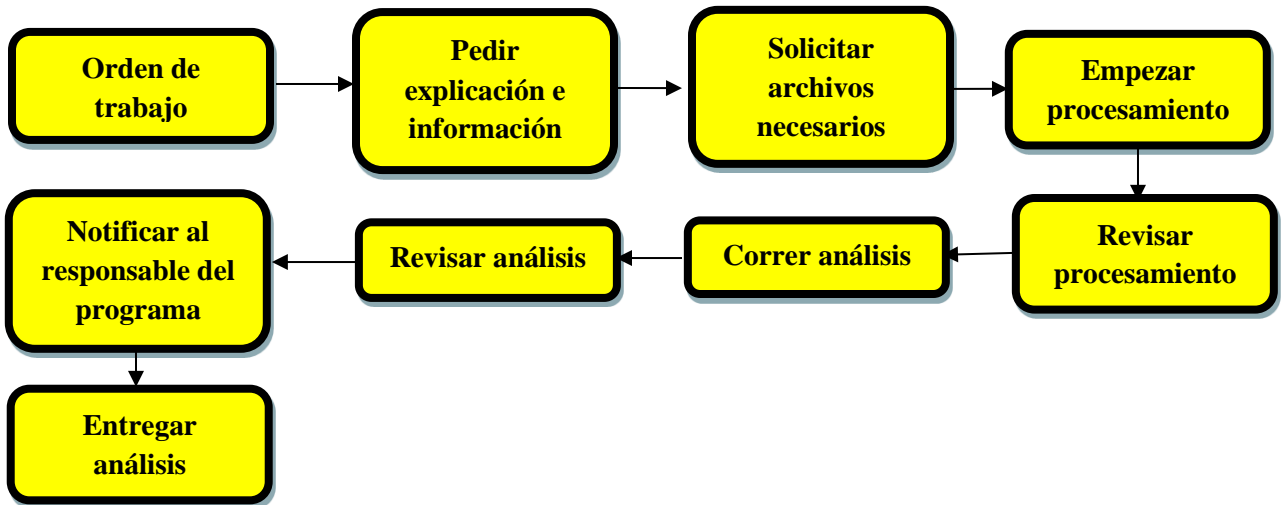 Orden de
trabajo
Pedir
explicación e
información
Solicitar
archivos
necesarios
Empezar
procesamiento
Revisar
procesamiento
Correr análisis
Revisar análisis
Notificar al
responsable del
programa
Entregar
análisis